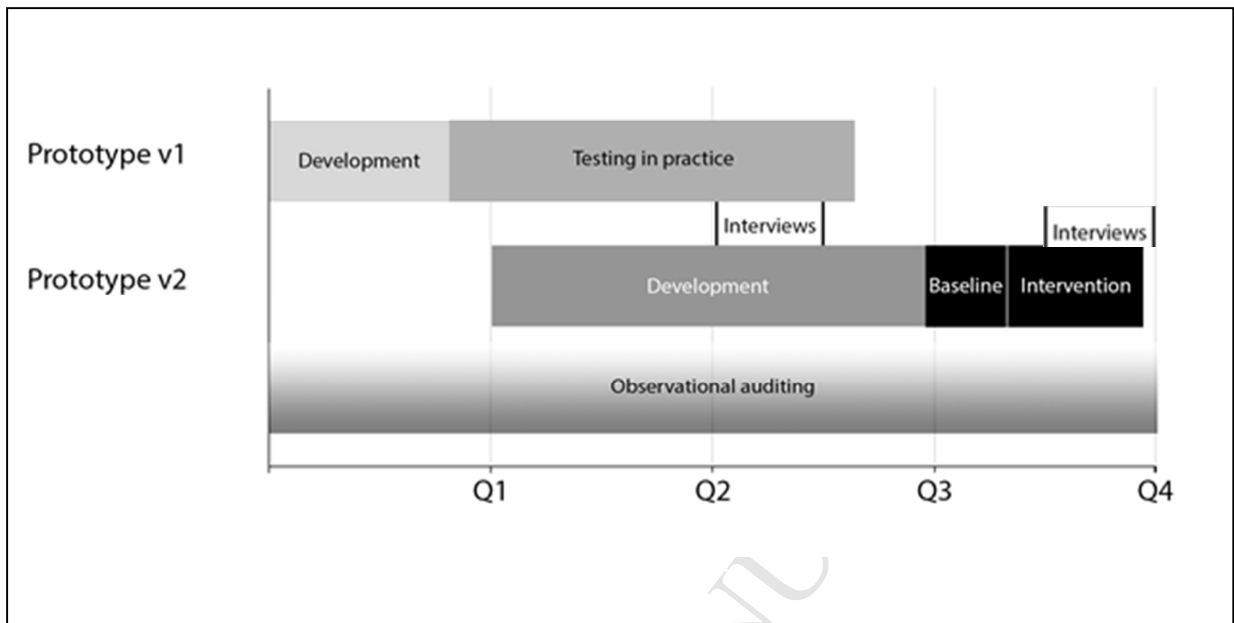 Prototype v1
Development
Testing in practice
Interviews
Interviews
Prototype v2
Development
Baseline
Intervention
Observational auditing
Q1
Q2
Q3
Q4